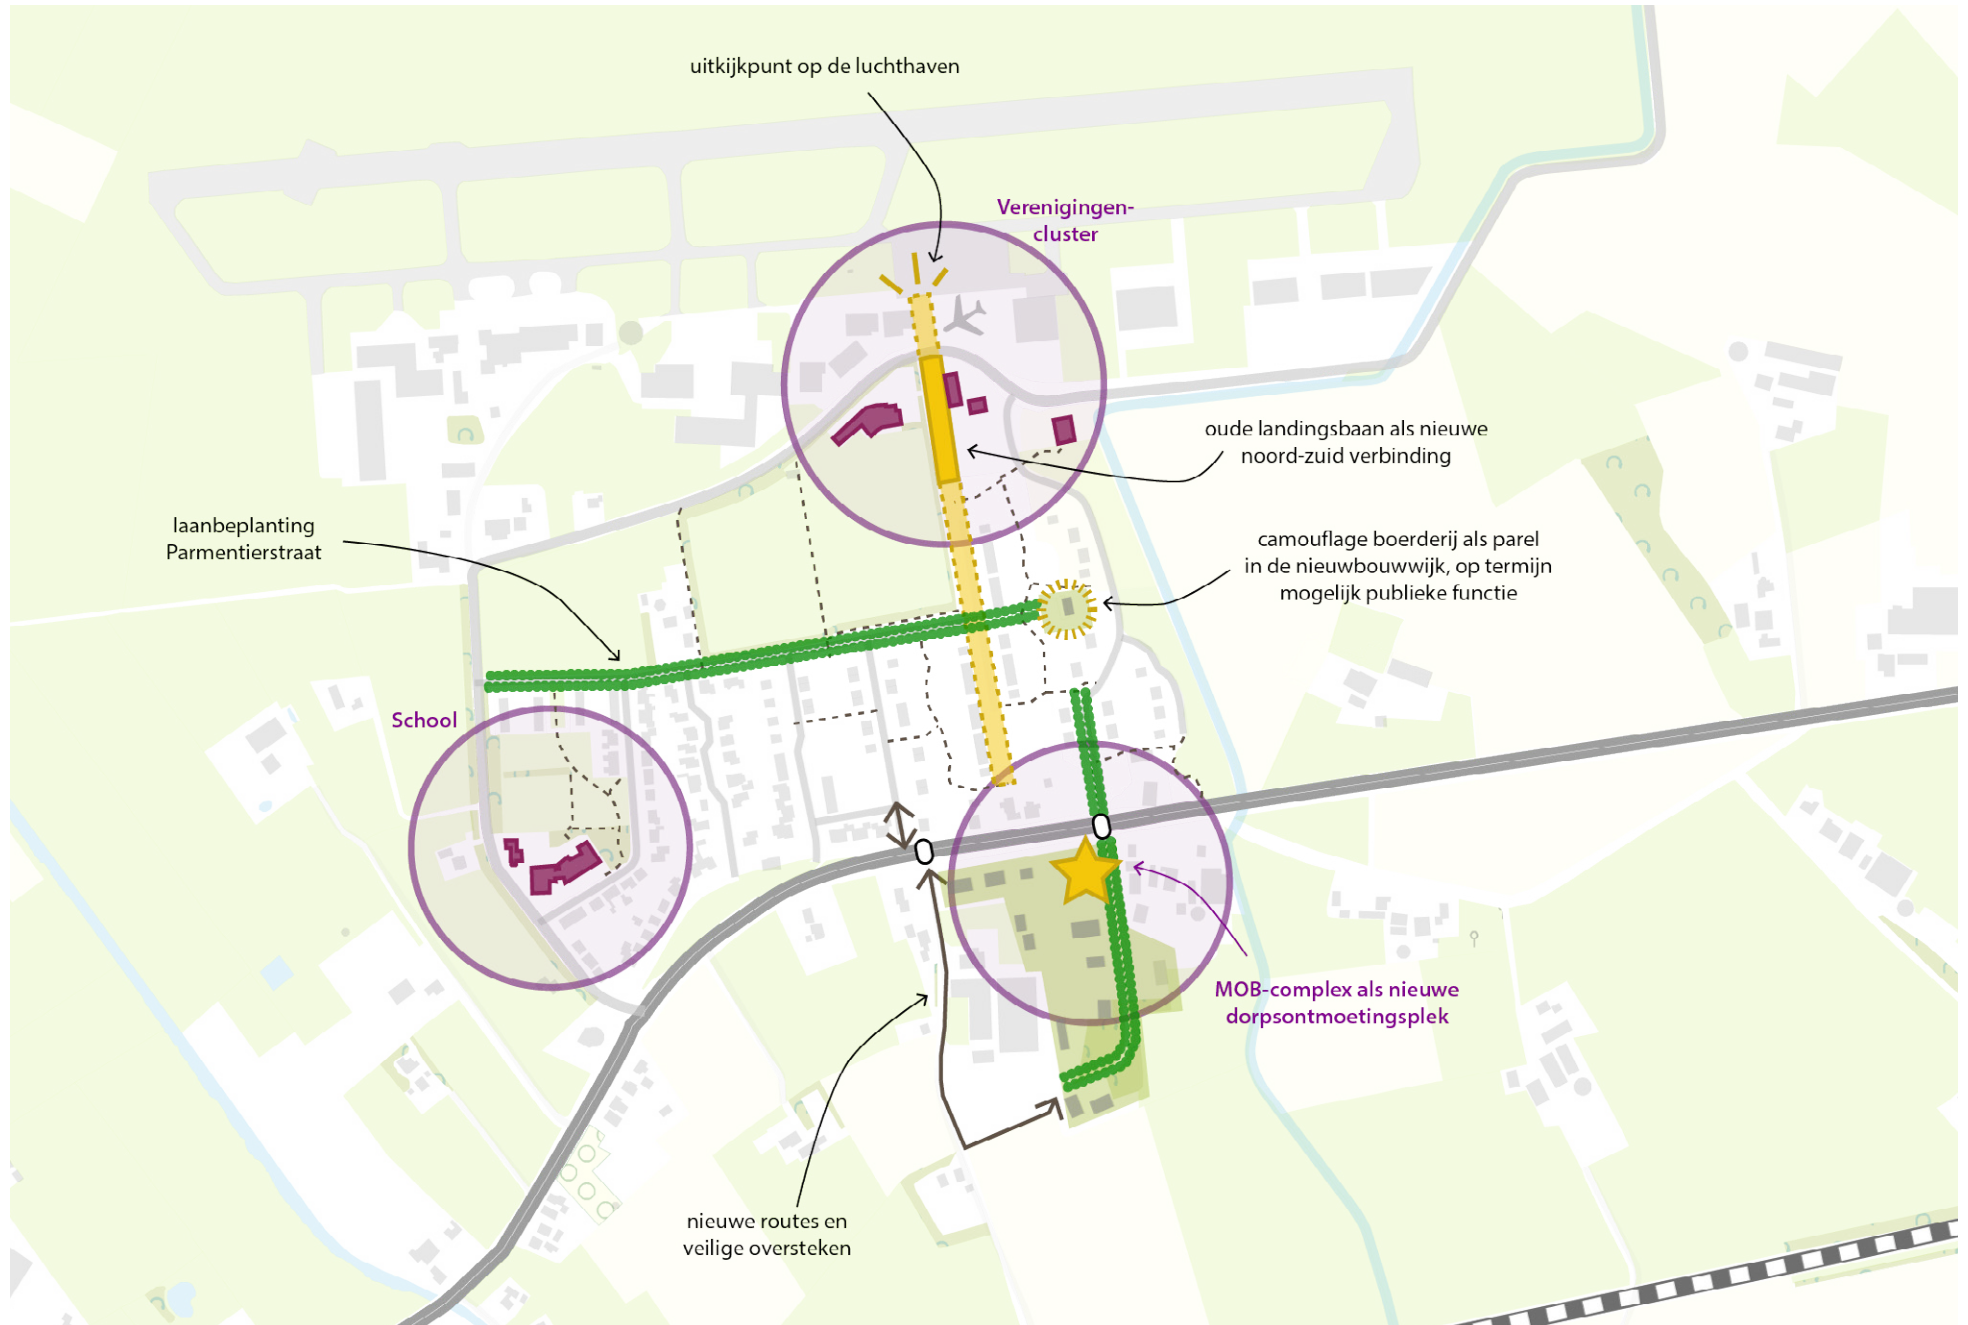 uitkijkpunt op de luchthaven
Verenigingen-
cluster
oude landingsbaan als nieuwe
noord-zuid verbinding
laanbeplanting
Parmentierstraat
camouflage boerderij als parel
in de nieuwbouwwijk, op termijn
mogelijk publieke functie
School
MOB-complex als nieuwe
dorpsontmoetingsplek
nieuwe routes en
veilige oversteken